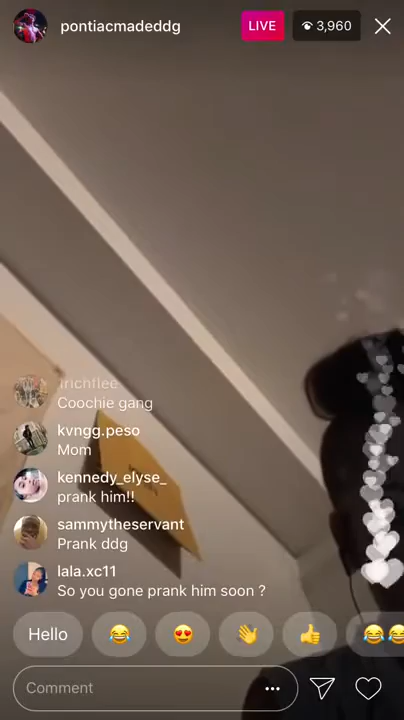 pontiacmadeddg
LIVE
3,960
lrichflee
Coochie gang
kvngg.peso
Mom
kennedy_elyse_
prank him!!
sammytheservant
Prank ddg
lala.xc11
So you gone prank him soon ?
Hello
Comment